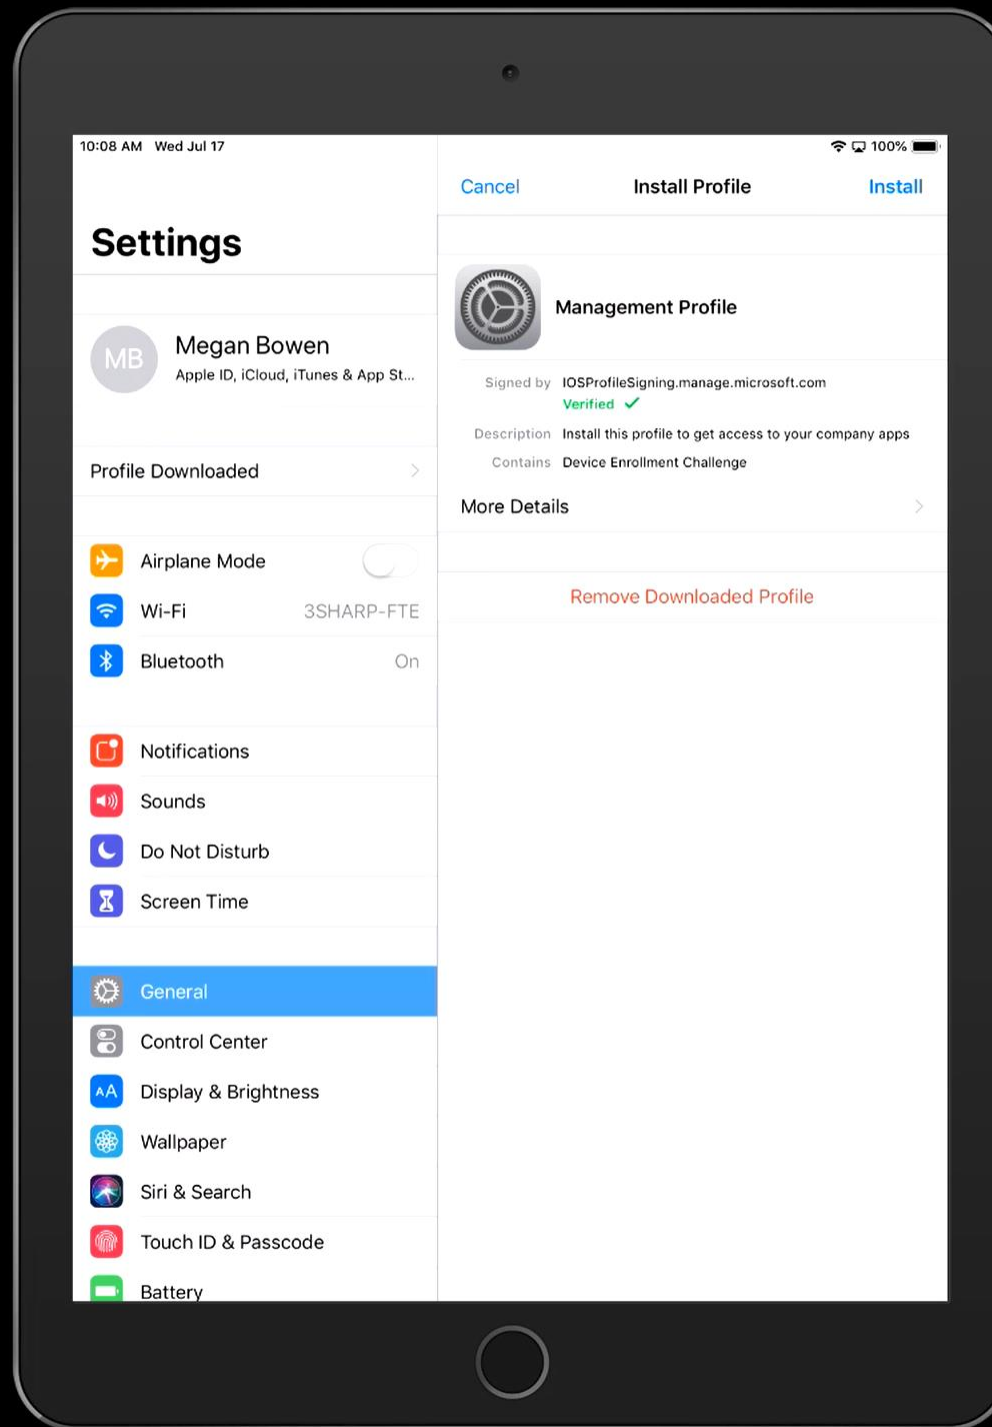 10:08 AM Wed Jul 17
100%
Settings
MB
Megan Bowen
Apple ID, iCloud, iTunes & App St...
Profile Downloaded
Airplane Mode
Wi-Fi 3SHARP-FTE
Bluetooth On
Notifications
Sounds
Do Not Disturb
Screen Time
General
Control Center
AA Display & Brightness
Wallpaper
Siri & Search
Touch ID & Passcode
Battery
Cancel Install Profile Install
Management Profile
Signed by IOSProfileSigning.manage.microsoft.com
Verified ✓
Description Install this profile to get access to your company apps
Contains Device Enrollment Challenge
More Details
Remove Downloaded Profile